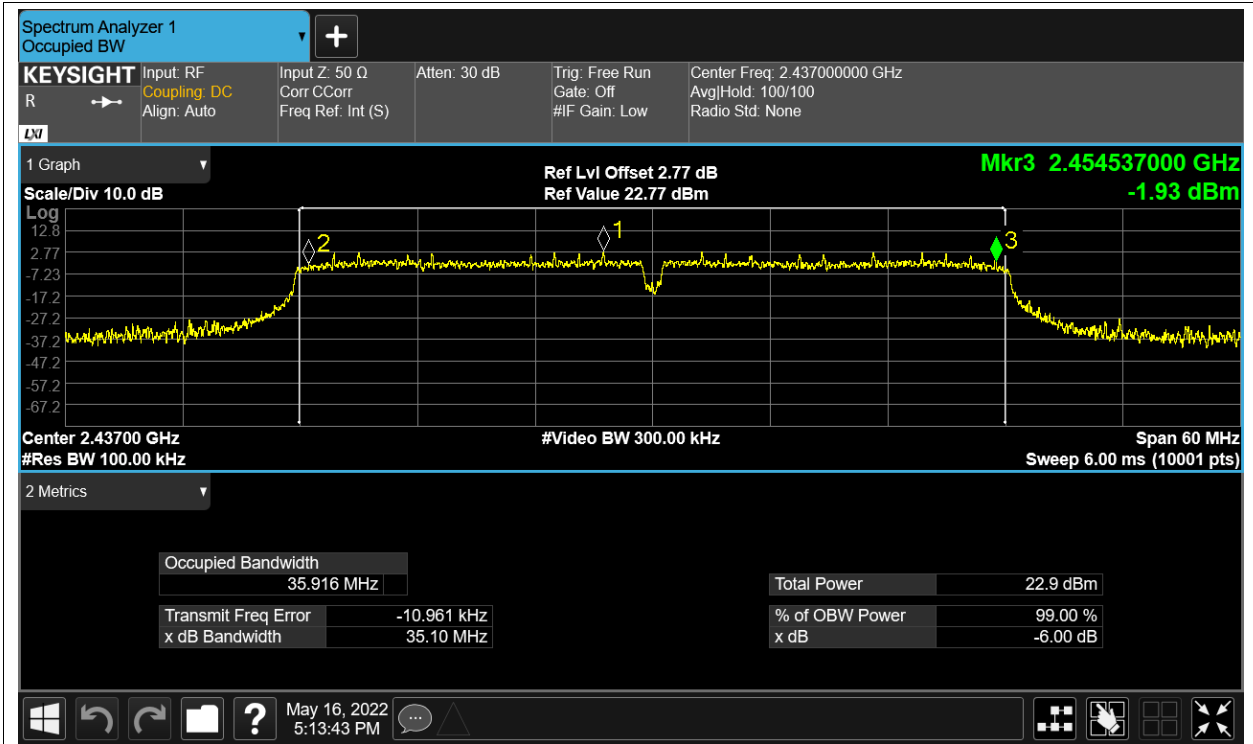 Spectrum Analyzer 1
Occupied BW
KEYSIGHT
R
LXI
Input: RF
Coupling: DC
Align: Auto
Input Z: 50 Ω
Corr CCorr
Freq Ref: Int (S)
Atten: 30 dB
Trig: Free Run
Gate: Off
#IF Gain: Low
Center Freq: 2.437000000 GHz
Avg|Hold: 100/100
Radio Std: None
1 Graph
Scale/Div 10.0 dB
Ref Lvl Offset 2.77 dB
Ref Value 22.77 dBm
Mkr3 2.454537000 GHz
-1.93 dBm
Log
12.8
2.77
-7.23
-17.2
-27.2
-37.2
-47.2
-57.2
-67.2
2
1
3
Center 2.43700 GHz
#Res BW 100.00 kHz
#Video BW 300.00 kHz
Span 60 MHz
Sweep 6.00 ms (10001 pts)
2 Metrics
Occupied Bandwidth
35.916 MHz
Transmit Freq Error -10.961 kHz
x dB Bandwidth 35.10 MHz
Total Power 22.9 dBm
% of OBW Power 99.00 %
x dB -6.00 dB
?
May 16, 2022
5:13:43 PM